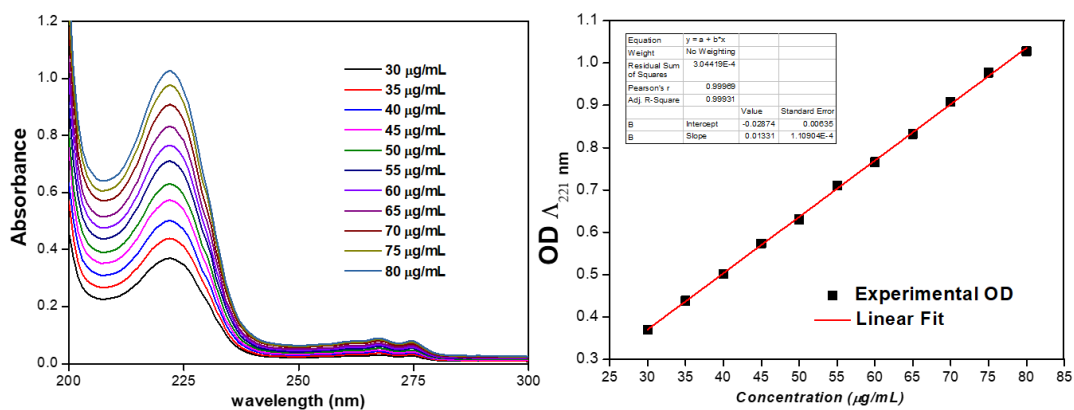 Absorbance
1.2
1.0
0.8
0.6
0.4
0.2
0.0
200
225
250
275
300
wavelength (nm)
30 μg/mL
35 μg/mL
40 μg/mL
45 μg/mL
50 μg/mL
55 μg/mL
60 μg/mL
65 μg/mL
70 μg/mL
75 μg/mL
80 μg/mL
OD Λ221 nm
1.1
1.0
0.9
0.8
0.7
0.6
0.5
0.4
0.3
25 30 35 40 45 50 55 60 65 70 75 80 85
Concentration (μg/mL)
Equation y = a + b*x
Weight No Weighting
Residual Sum of Squares 3.04419E-4
Pearson's r 0.99969
Adj. R-Square 0.99931
Value Standard Error
B Intercept -0.02874 0.00635
B Slope 0.01331 1.10904E-4
Experimental OD
Linear Fit